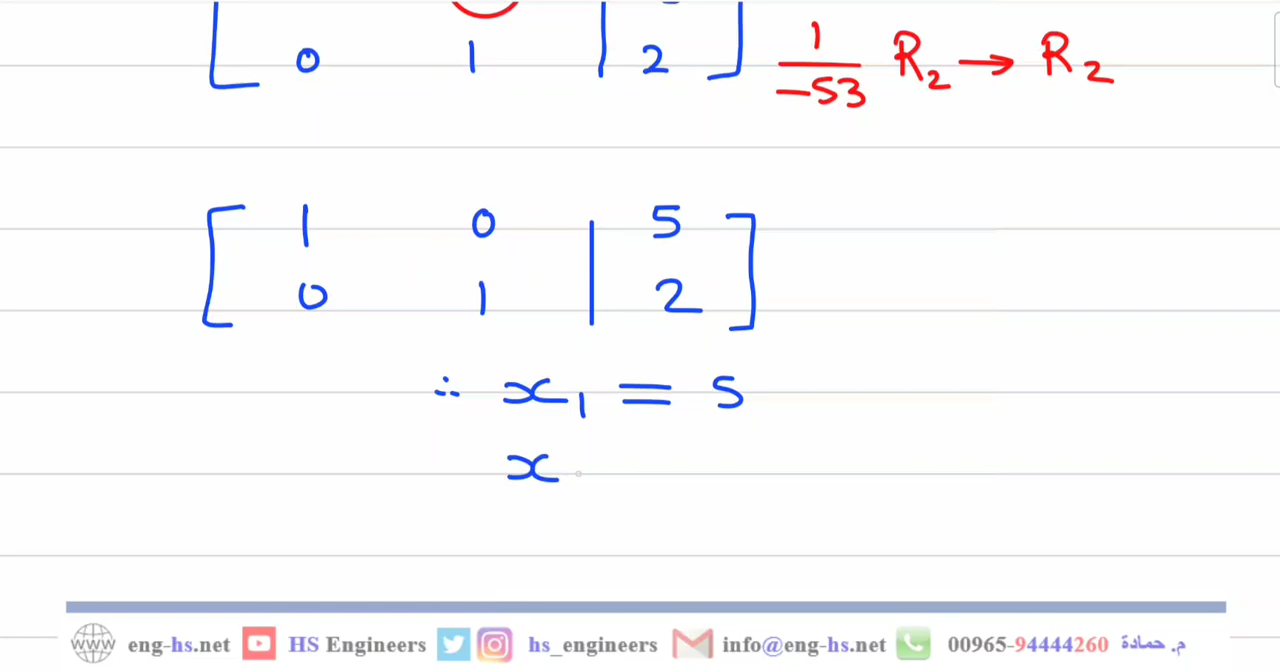 0 1 | 2 1/-53 R2 → R2
1 0 | 5
0 1 | 2
∴ x1 = 5
x
www eng-hs.net HS Engineers hs_engineers info@eng-hs.net 00965-94444260 م. حمادة